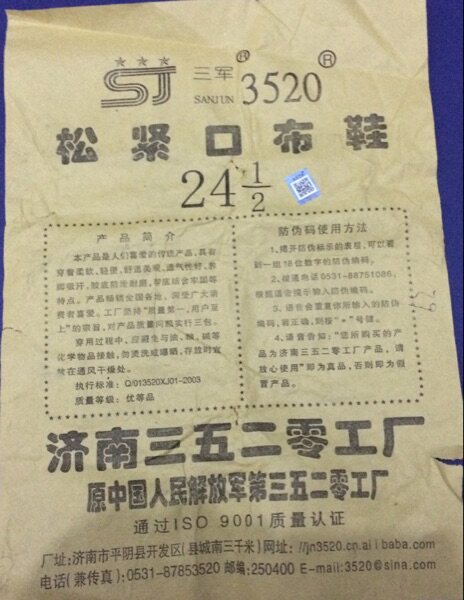 ★★★
SJ 三军® 3520®
SANJUN
松紧口布鞋
24 1/2
产品简介
本产品是人们喜爱的传统产品,具有
穿着柔软、轻便、舒适美观、透气性好、养
脚吸汗,胶底防滑耐磨,穿脱适合牢固等
特点。产品畅销全国各地,深受广大消
费者喜爱。工厂坚持“质量第一,用户至
上”的宗旨,对产品质量问题实行三包。
穿用过程中,应避免与油、酸、碱等
化学物品接触,勿烫洗或曝晒,存放时宜
放在通风干燥处。
执行标准:Q/013520XJ01-2003
质量等级:优等品
防伪码使用方法
1、揭开防伪标示的表层,可以看
到一组18位数字的防伪编码。
2、拨通电话0531-88751086,
根据语音提示输入防伪编码。
3、语音会重复你所输入的防伪
编码,若正确,则按“*”号键。
4、语音告知:“您所购买的产
品为济南三五二零工厂产品,请
放心使用”即为真品,否则即为假
冒产品。
济南三五二零工厂
原中国人民解放军第三五二零工厂
通过ISO 9001质量认证
厂址:济南市平阴县开发区(县城南三千米)网址://jn3520.cn.alibaba.com
电话(兼传真):0531-87853520 邮编:250400 E-mail:3520@sina.com